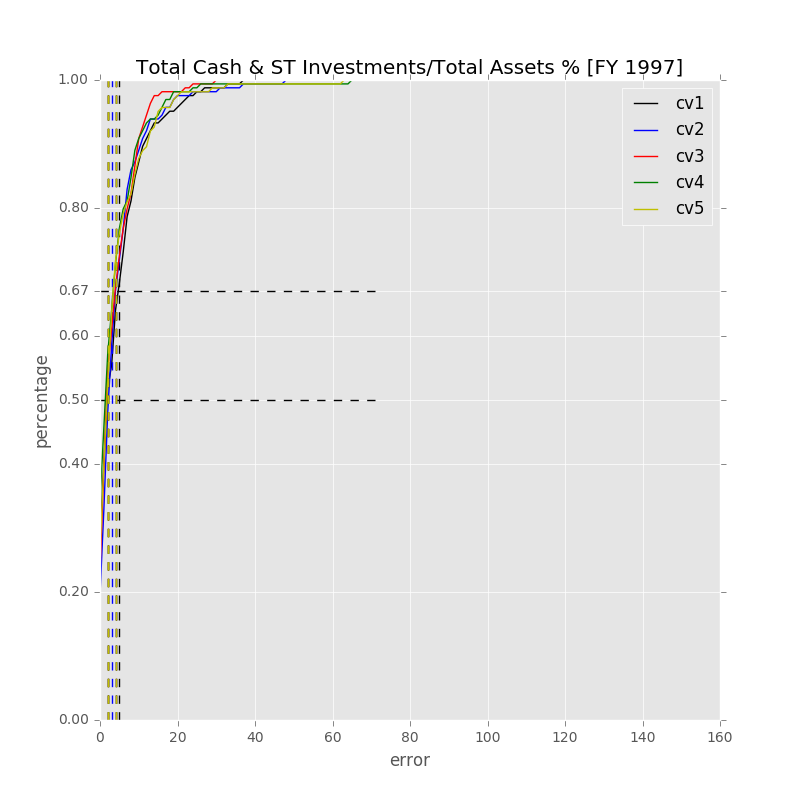 Total Cash & ST Investments/Total Assets % [FY 1997]
1.00
cv1
cv2
cv3
cv4
cv5
0.80
0.67
0.60
0.50
0.40
0.20
0.00
percentage
0 20 40 60 80 100 120 140 160
error